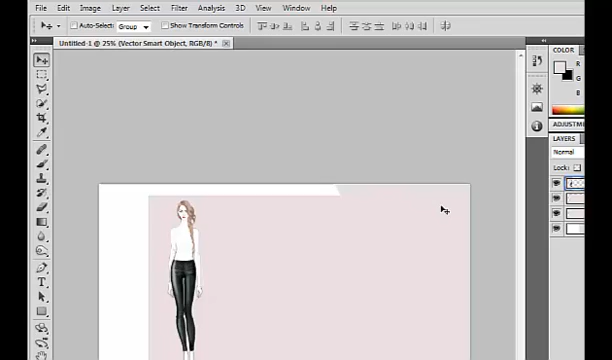 File Edit Image Layer Select Filter Analysis 3D View Window Help
Auto-Select: Group Show Transform Controls
Untitled-1 @ 25% (Vector Smart Object, RGB/8) *
COLOR
R
G
B
ADJUSTM
LAYERS
Normal
Lock: